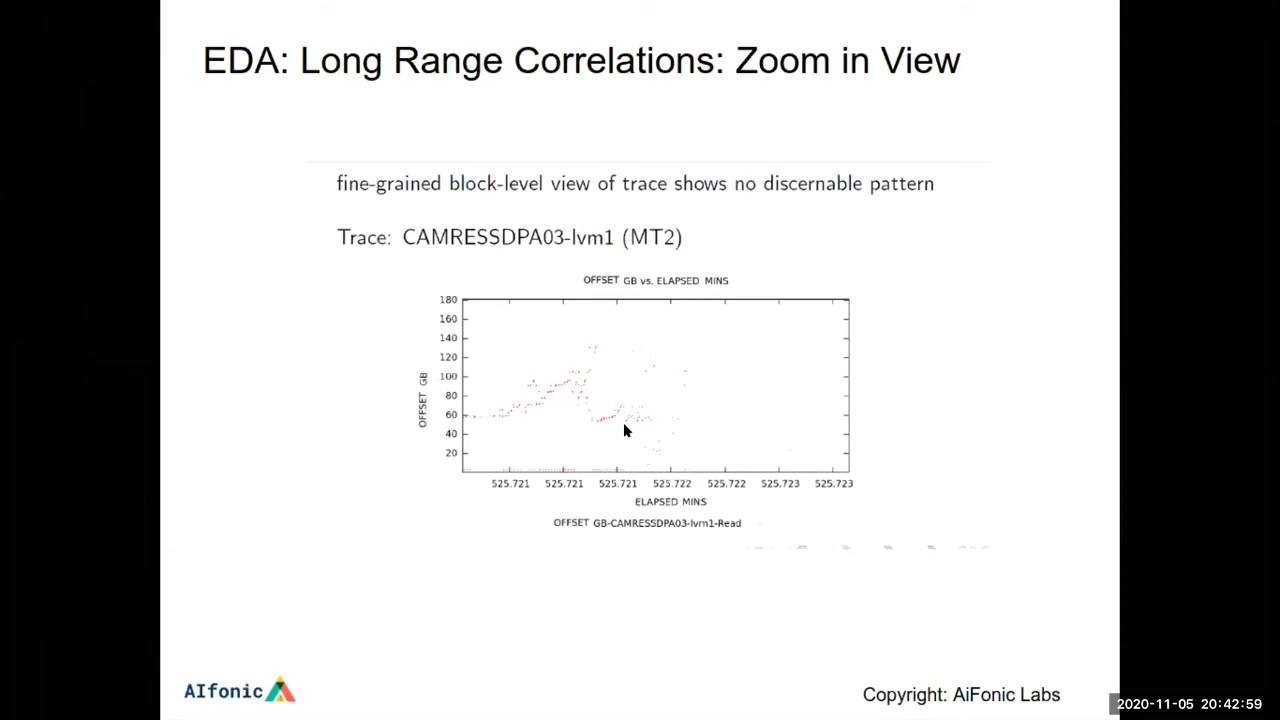 EDA: Long Range Correlations: Zoom in View
fine-grained block-level view of trace shows no discernable pattern
Trace: CAMRESSDPA03-lvm1 (MT2)
OFFSET GB vs. ELAPSED MINS
180
160
140
120
100
80
60
40
20
OFFSET GB
525.721 525.721 525.721 525.722 525.722 525.723 525.723
ELAPSED MINS
OFFSET GB-CAMRESSDPA03-lvm1-Read
AIfonic
Copyright: AiFonic Labs
2020-11-05 20:42:59